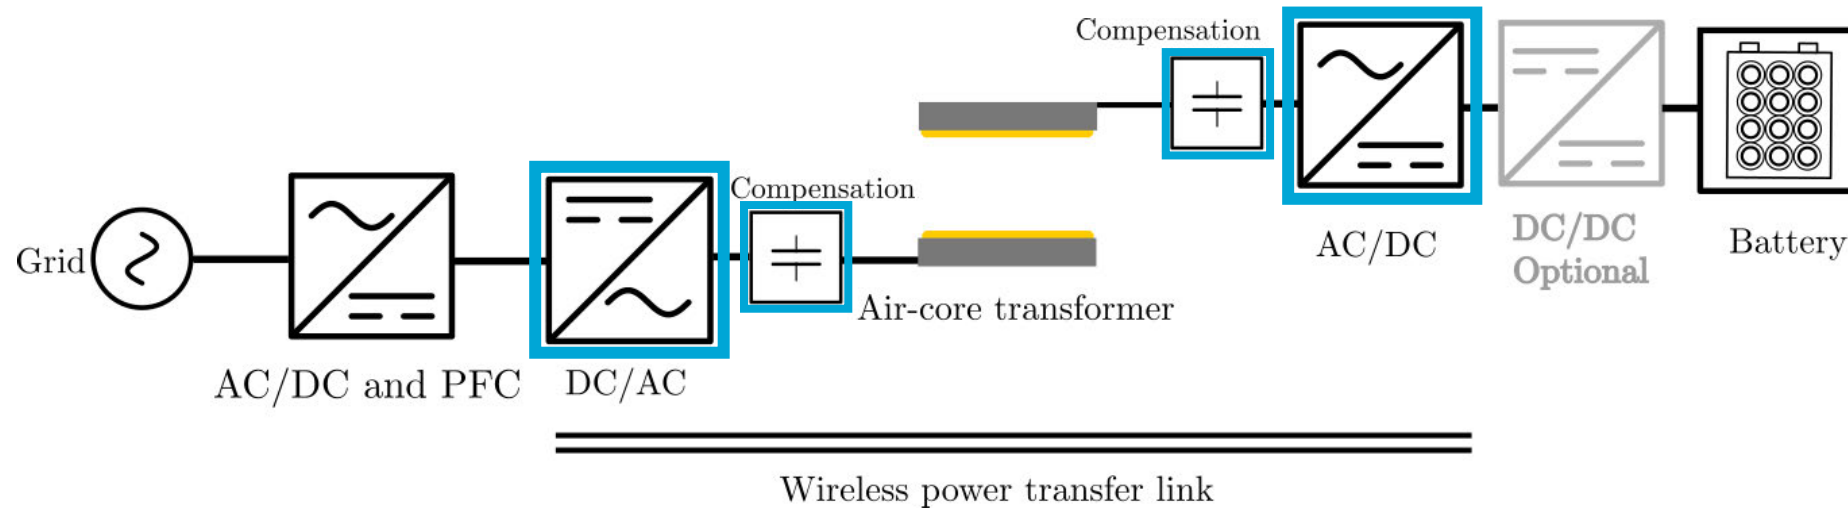 Compensation
Compensation
Grid
AC/DC
DC/DC
Optional
Battery
Air-core transformer
AC/DC and PFC
DC/AC
Wireless power transfer link